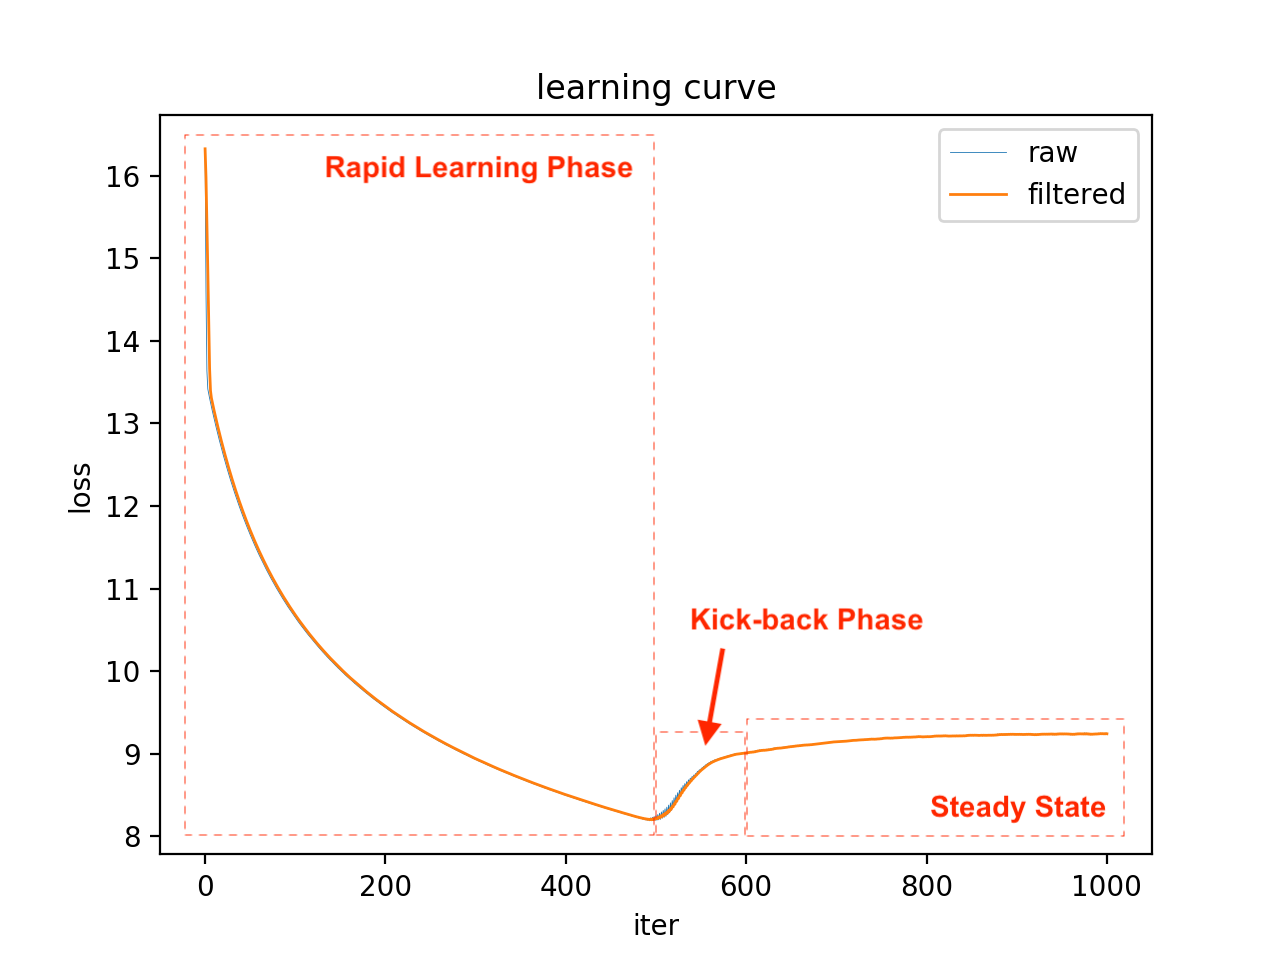 learning curve
Rapid Learning Phase
raw
filtered
16
15
14
13
12
11
10
9
8
loss
Kick-back Phase
Steady State
0
200
400
600
800
1000
iter